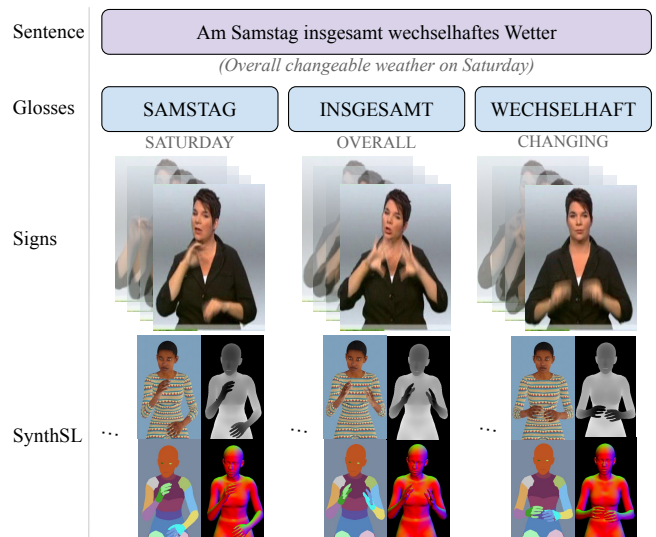 Sentence
Am Samstag insgesamt wechselhaftes Wetter
(Overall changeable weather on Saturday)
Glosses
SAMSTAG INSGESAMT WECHSELHAFT
SATURDAY OVERALL CHANGING
Signs
SynthSL
... ... ...